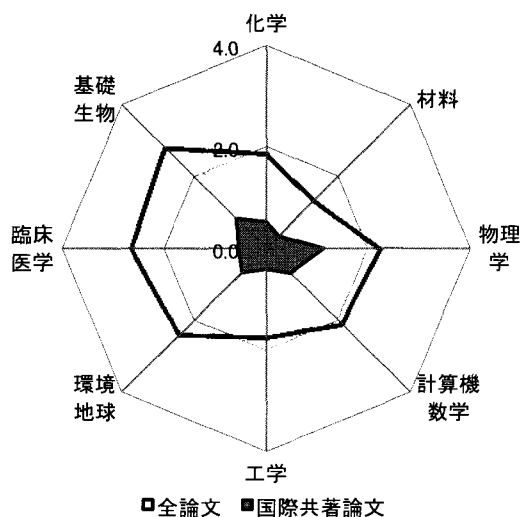 化学
4.0
基礎
生物
材料
2.0
臨床
医学
0.0
物理
学
環境
地球
計算機
数学
工学
全論文 国際共著論文